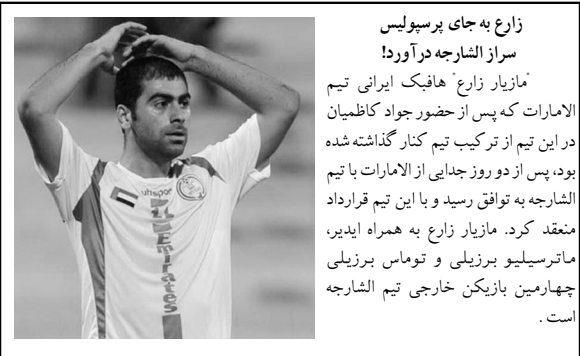 زارع به جای پرسپولیس
سراز الشارجه درآورد!
"مازیار زارع" هافبک ایرانی تیم
الامارات که پس از حضور جواد کاظمیان
در این تیم از ترکیب تیم کنار گذاشته شده
بود، پس از دو روز جدایی از الامارات با تیم
الشارجه به توافق رسید و با این تیم قرارداد
منعقد کرد. مازیار زارع به همراه ایدیر،
ماترسیلیو برزیلی و توماس برزیلی
چهارمین بازیکن خارجی تیم الشارجه
است .
uhlsport
Emirates